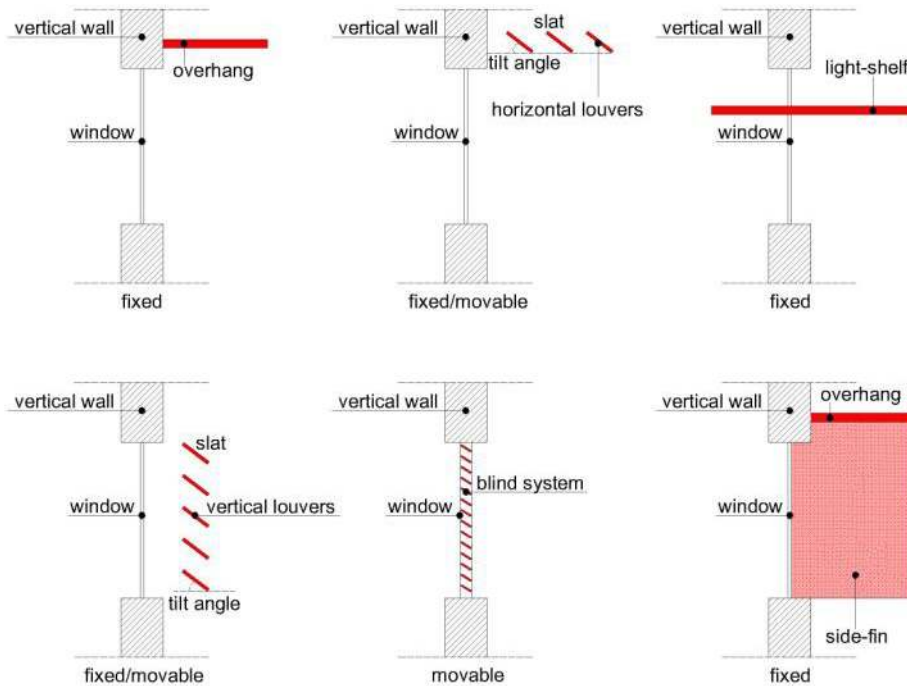 vertical wall
overhang
window
fixed
vertical wall
slat
tilt angle
horizontal louvers
window
fixed/movable
vertical wall
light-shelf
window
fixed
vertical wall
slat
window
vertical louvers
tilt angle
fixed/movable
vertical wall
blind system
window
movable
overhang
vertical wall
window
side-fin
fixed